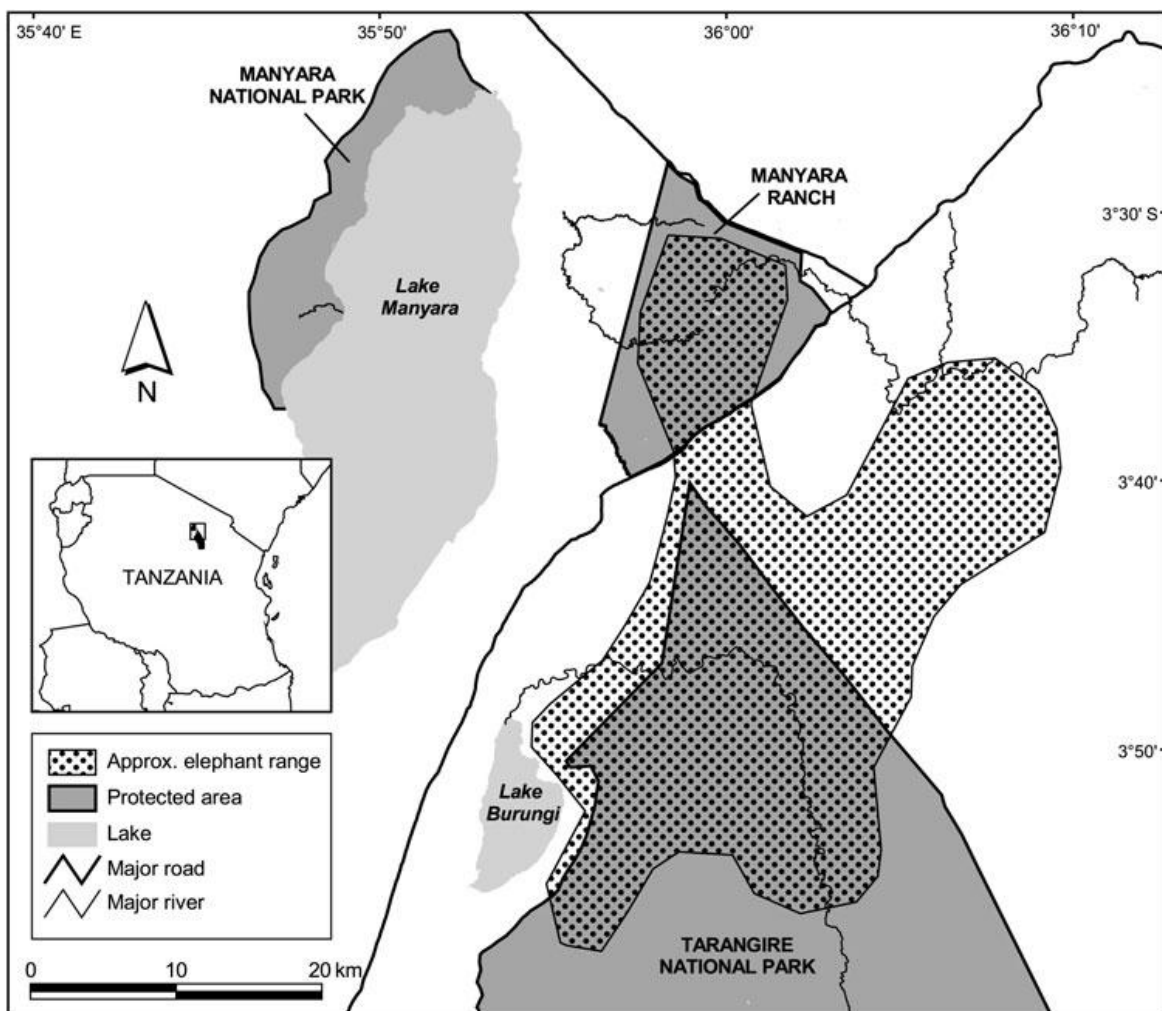 35°40' E
35°50'
36°00'
36°10'
MANYARA
NATIONAL PARK
MANYARA
RANCH
3°30' S
Lake
Manyara
N
3°40'
TANZANIA
3°50'
Approx. elephant range
Protected area
Lake
Major road
Major river
Lake
Burungi
TARANGIRE
NATIONAL PARK
0 10 20 km